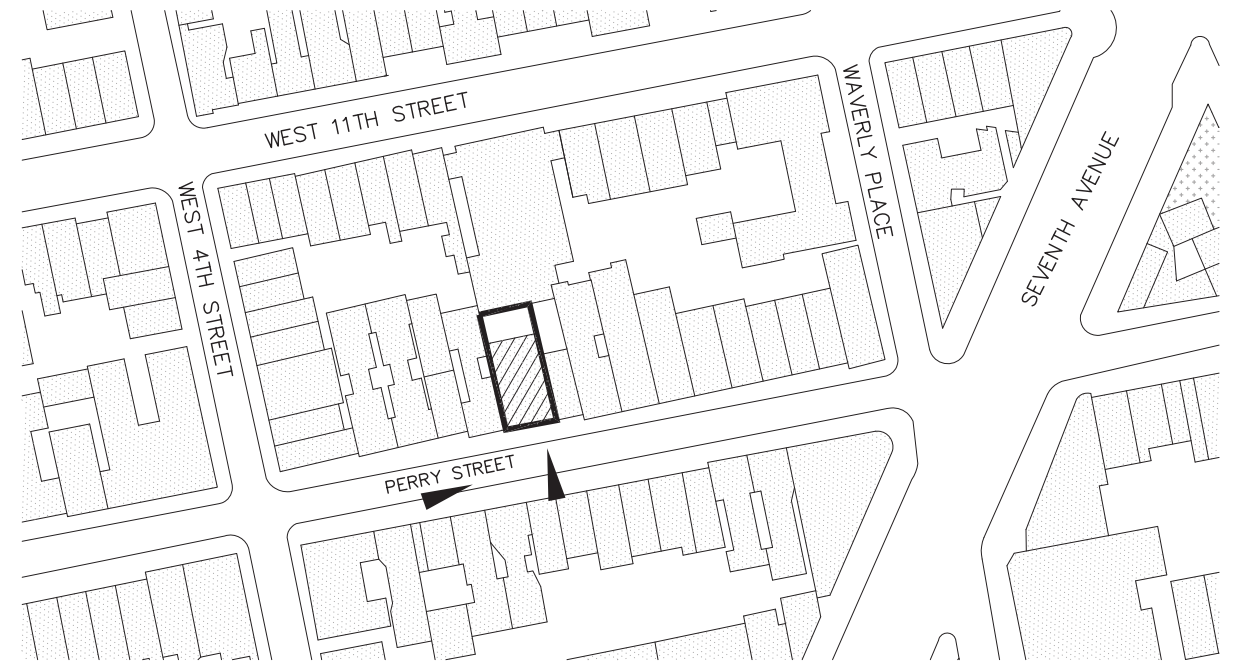 WEST 11TH STREET
WAVERLY PLACE
SEVENTH AVENUE
WEST 4TH STREET
PERRY STREET